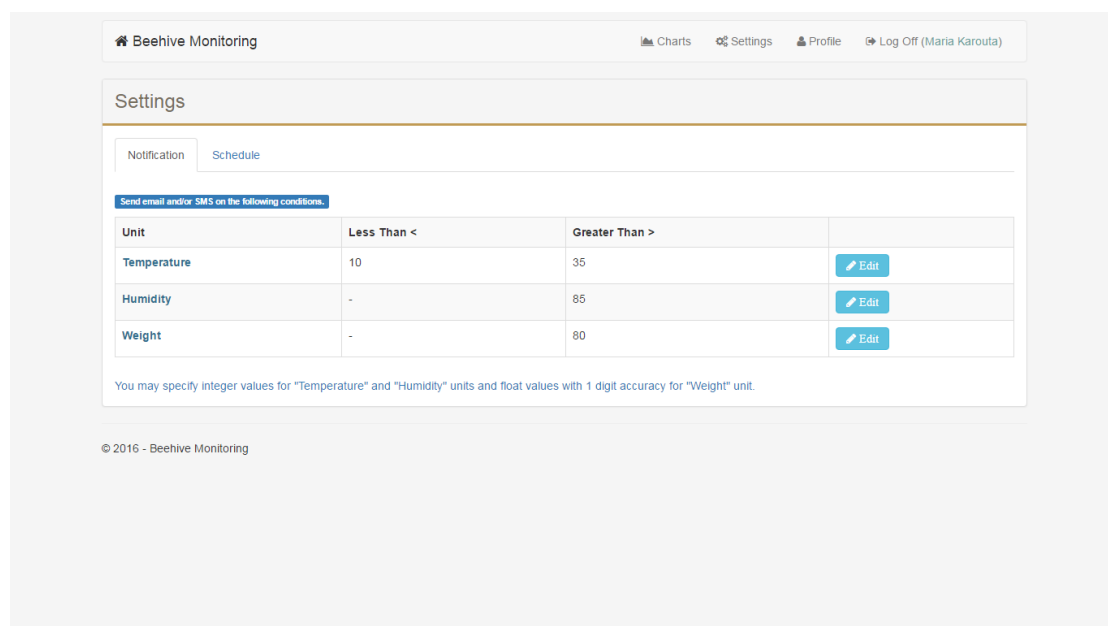 Beehive Monitoring Charts Settings Profile Log Off (Maria Karouta)
Settings
Notification Schedule
Send email and/or SMS on the following conditions.
Unit Less Than < Greater Than >
Temperature 10 35 Edit
Humidity - 85 Edit
Weight - 80 Edit
You may specify integer values for "Temperature" and "Humidity" units and float values with 1 digit accuracy for "Weight" unit.
© 2016 - Beehive Monitoring